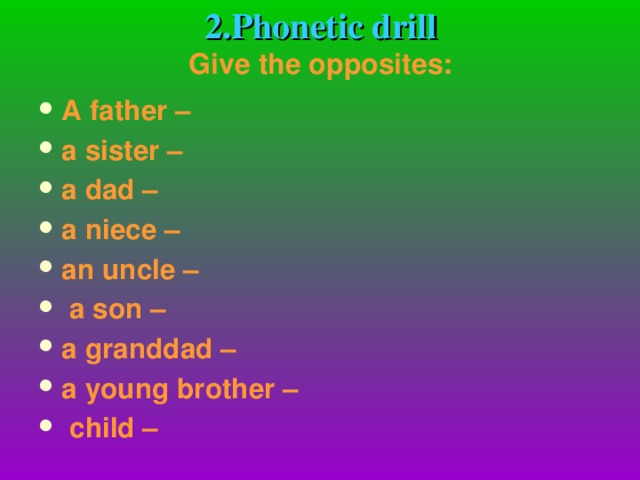 2.Phonetic drill
Give the opposites:
• A father –
• a sister –
• a dad –
• a niece –
• an uncle –
• a son –
• a granddad –
• a young brother –
• child –